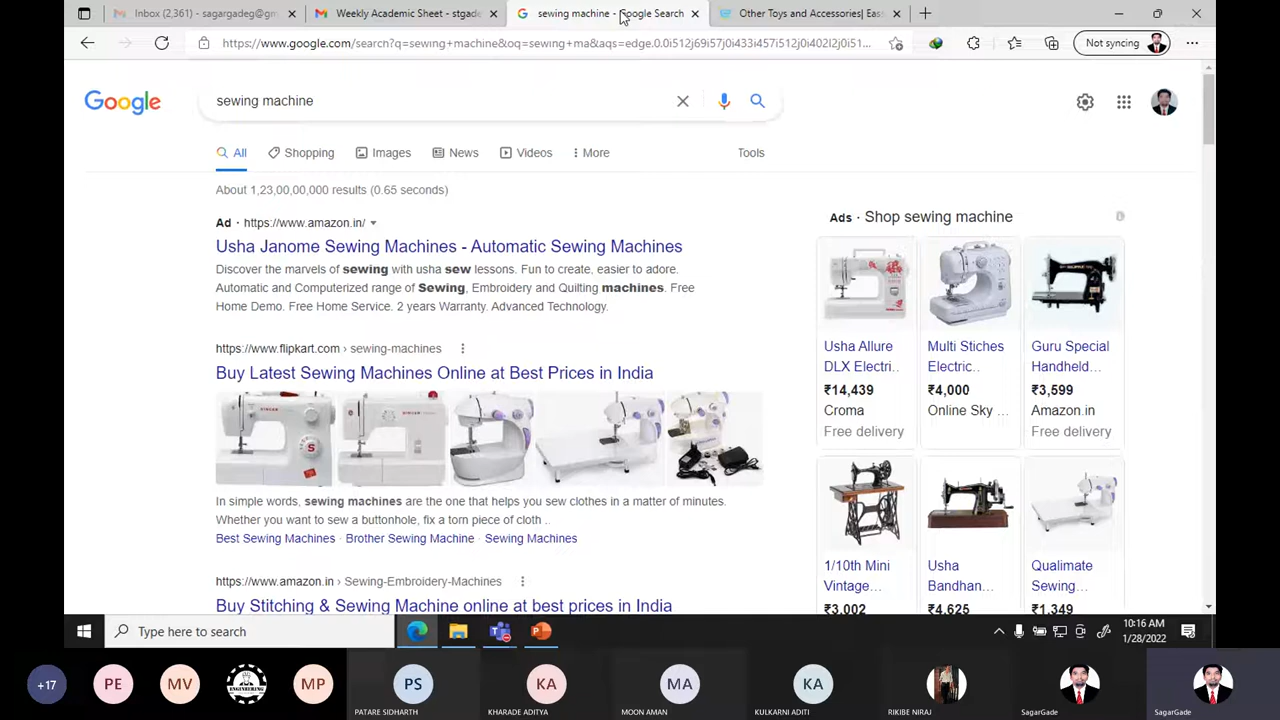 Inbox (2,361) - sagargadeg@gm
Weekly Academic Sheet - stgade
sewing machine - Google Search
Other Toys and Accessories| Eas
https://www.google.com/search?q=sewing+machine&oq=sewing+ma&aqs=edge.0.0i512j69i57j0i433i457i512j0i402l2j0i51...
Not syncing
Google
sewing machine
All
Shopping
Images
News
Videos
More
Tools
About 1,23,00,00,000 results (0.65 seconds)
Ad · https://www.amazon.in/
Usha Janome Sewing Machines - Automatic Sewing Machines
Discover the marvels of sewing with usha sew lessons. Fun to create, easier to adore.
Automatic and Computerized range of Sewing, Embroidery and Quilting machines. Free
Home Demo. Free Home Service. 2 years Warranty. Advanced Technology.
https://www.flipkart.com › sewing-machines
Buy Latest Sewing Machines Online at Best Prices in India
In simple words, sewing machines are the one that helps you sew clothes in a matter of minutes.
Whether you want to sew a buttonhole, fix a torn piece of cloth ..
Best Sewing Machines · Brother Sewing Machine · Sewing Machines
https://www.amazon.in › Sewing-Embroidery-Machines
Buy Stitching & Sewing Machine online at best prices in India
Ads · Shop sewing machine
Usha Allure
DLX Electri..
₹14,439
Croma
Free delivery
Multi Stiches
Electric..
₹4,000
Online Sky ...
Guru Special
Handheld...
₹3,599
Amazon.in
Free delivery
1/10th Mini
Vintage...
₹3,002
Usha
Bandhan...
₹4,625
Qualimate
Sewing...
₹1,349
Type here to search
10:16 AM
1/28/2022
+17
PE
MV
ENGINEERING
MP
PS
PATARE SIDHARTH
KA
KHARADE ADITYA
MA
MOON AMAN
KA
KULKARNI ADITI
RIKIBE NIRAJ
SagarGade
SagarGade